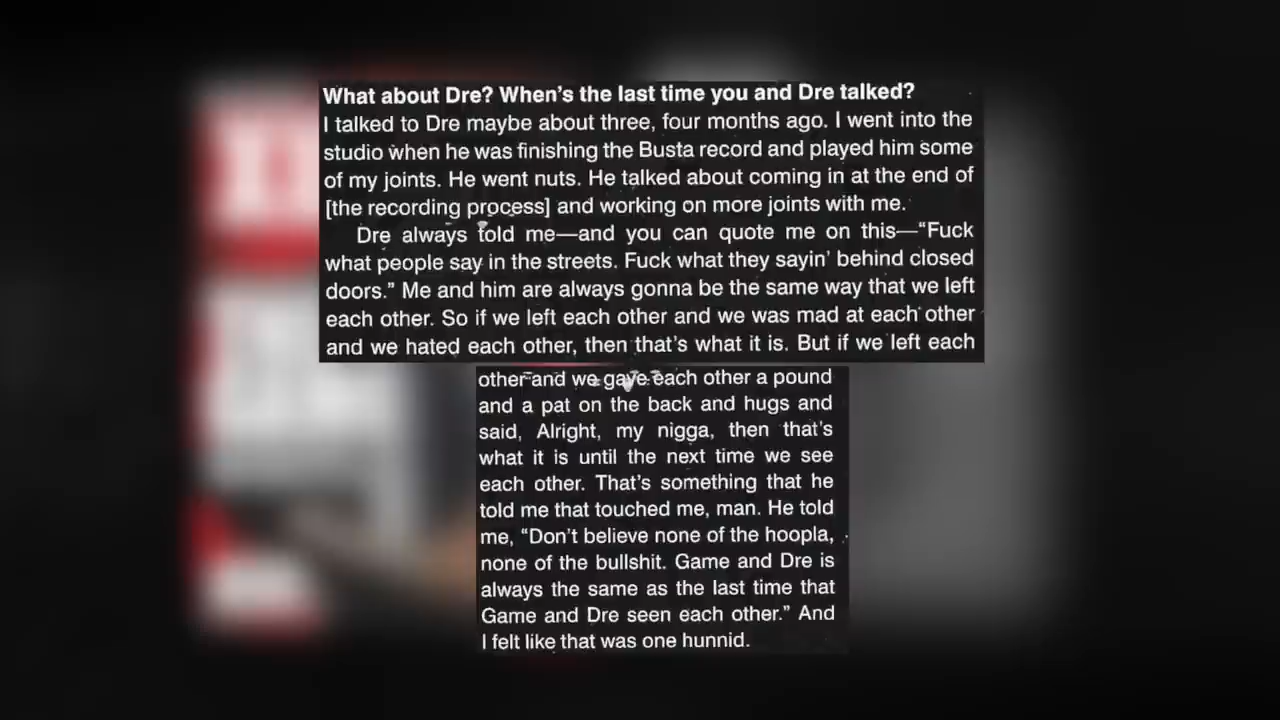 What about Dre? When's the last time you and Dre talked?
I talked to Dre maybe about three, four months ago. I went into the
studio when he was finishing the Busta record and played him some
of my joints. He went nuts. He talked about coming in at the end of
[the recording process] and working on more joints with me.
Dre always told me—and you can quote me on this—“Fuck
what people say in the streets. Fuck what they sayin’ behind closed
doors.” Me and him are always gonna be the same way that we left
each other. So if we left each other and we was mad at each other
and we hated each other, then that’s what it is. But if we left each
other and we gave each other a pound
and a pat on the back and hugs and
said, Alright, my nigga, then that’s
what it is until the next time we see
each other. That’s something that he
told me that touched me, man. He told
me, “Don’t believe none of the hoopla,
none of the bullshit. Game and Dre is
always the same as the last time that
Game and Dre seen each other.” And
I felt like that was one hunnid.